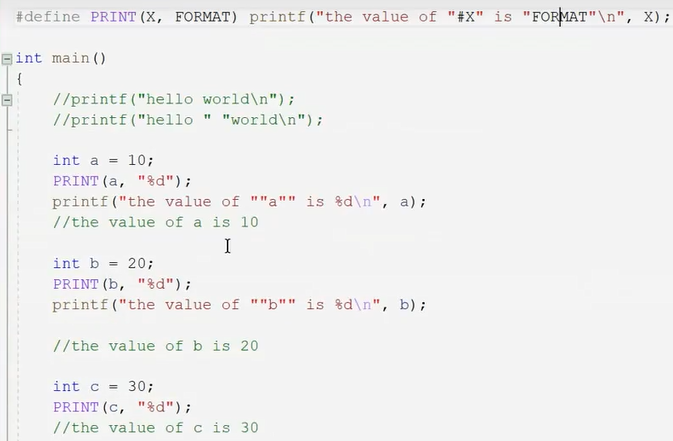 #define PRINT(X, FORMAT) printf("the value of "#X" is "FORMAT"\n", X);
int main()
{
//printf("hello world\n");
//printf("hello " "world\n");
int a = 10;
PRINT(a, "%d");
printf("the value of ""a"" is %d\n", a);
//the value of a is 10
int b = 20;
PRINT(b, "%d");
printf("the value of ""b"" is %d\n", b);
//the value of b is 20
int c = 30;
PRINT(c, "%d");
//the value of c is 30